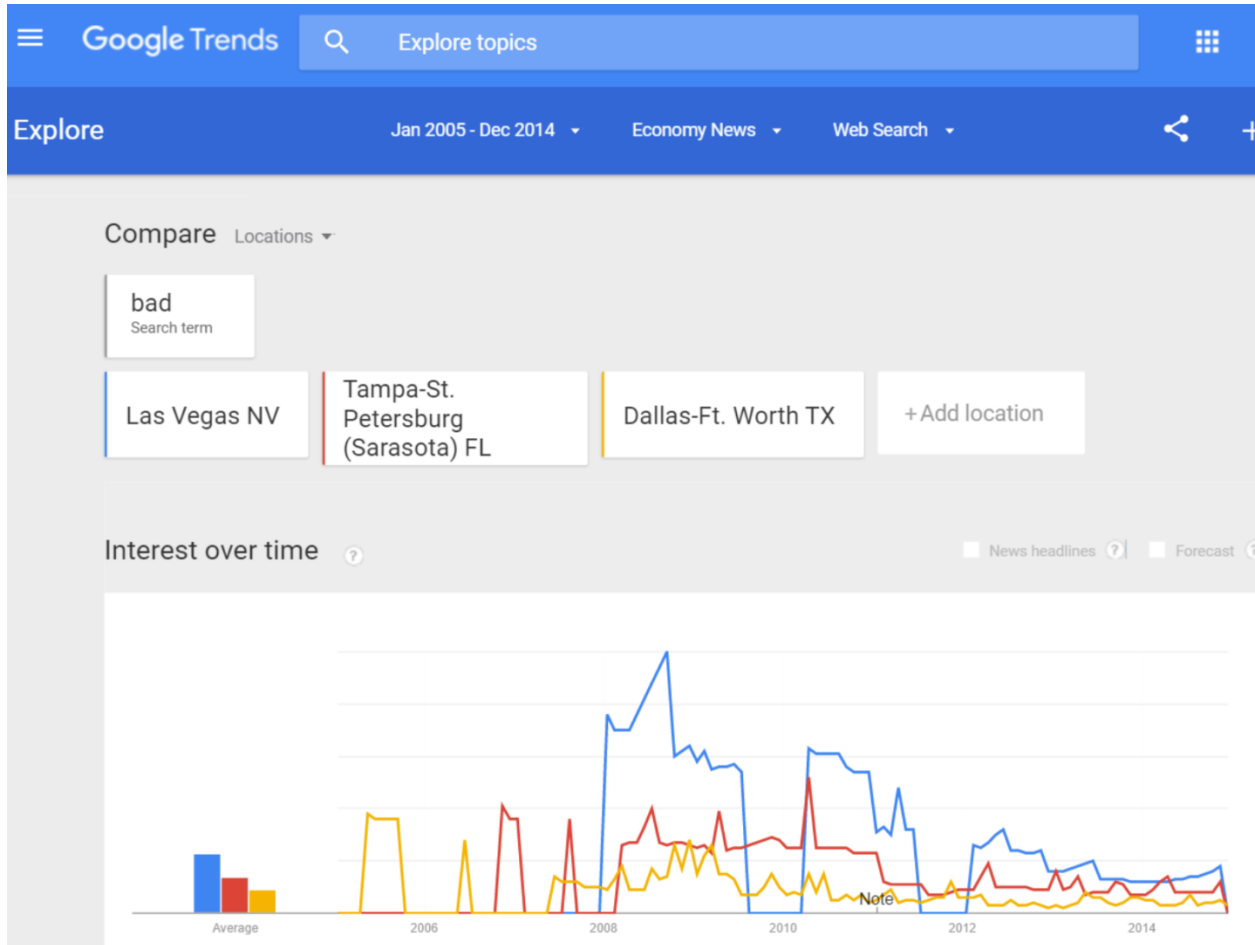 Google Trends
Explore topics
Explore
Jan 2005 - Dec 2014
Economy News
Web Search
Compare
Locations
bad
Search term
Las Vegas NV
Tampa-St.
Petersburg
(Sarasota) FL
Dallas-Ft. Worth TX
+Add location
Interest over time
?
News headlines
?
Forecast
?
Note
Average
2006
2008
2010
2012
2014